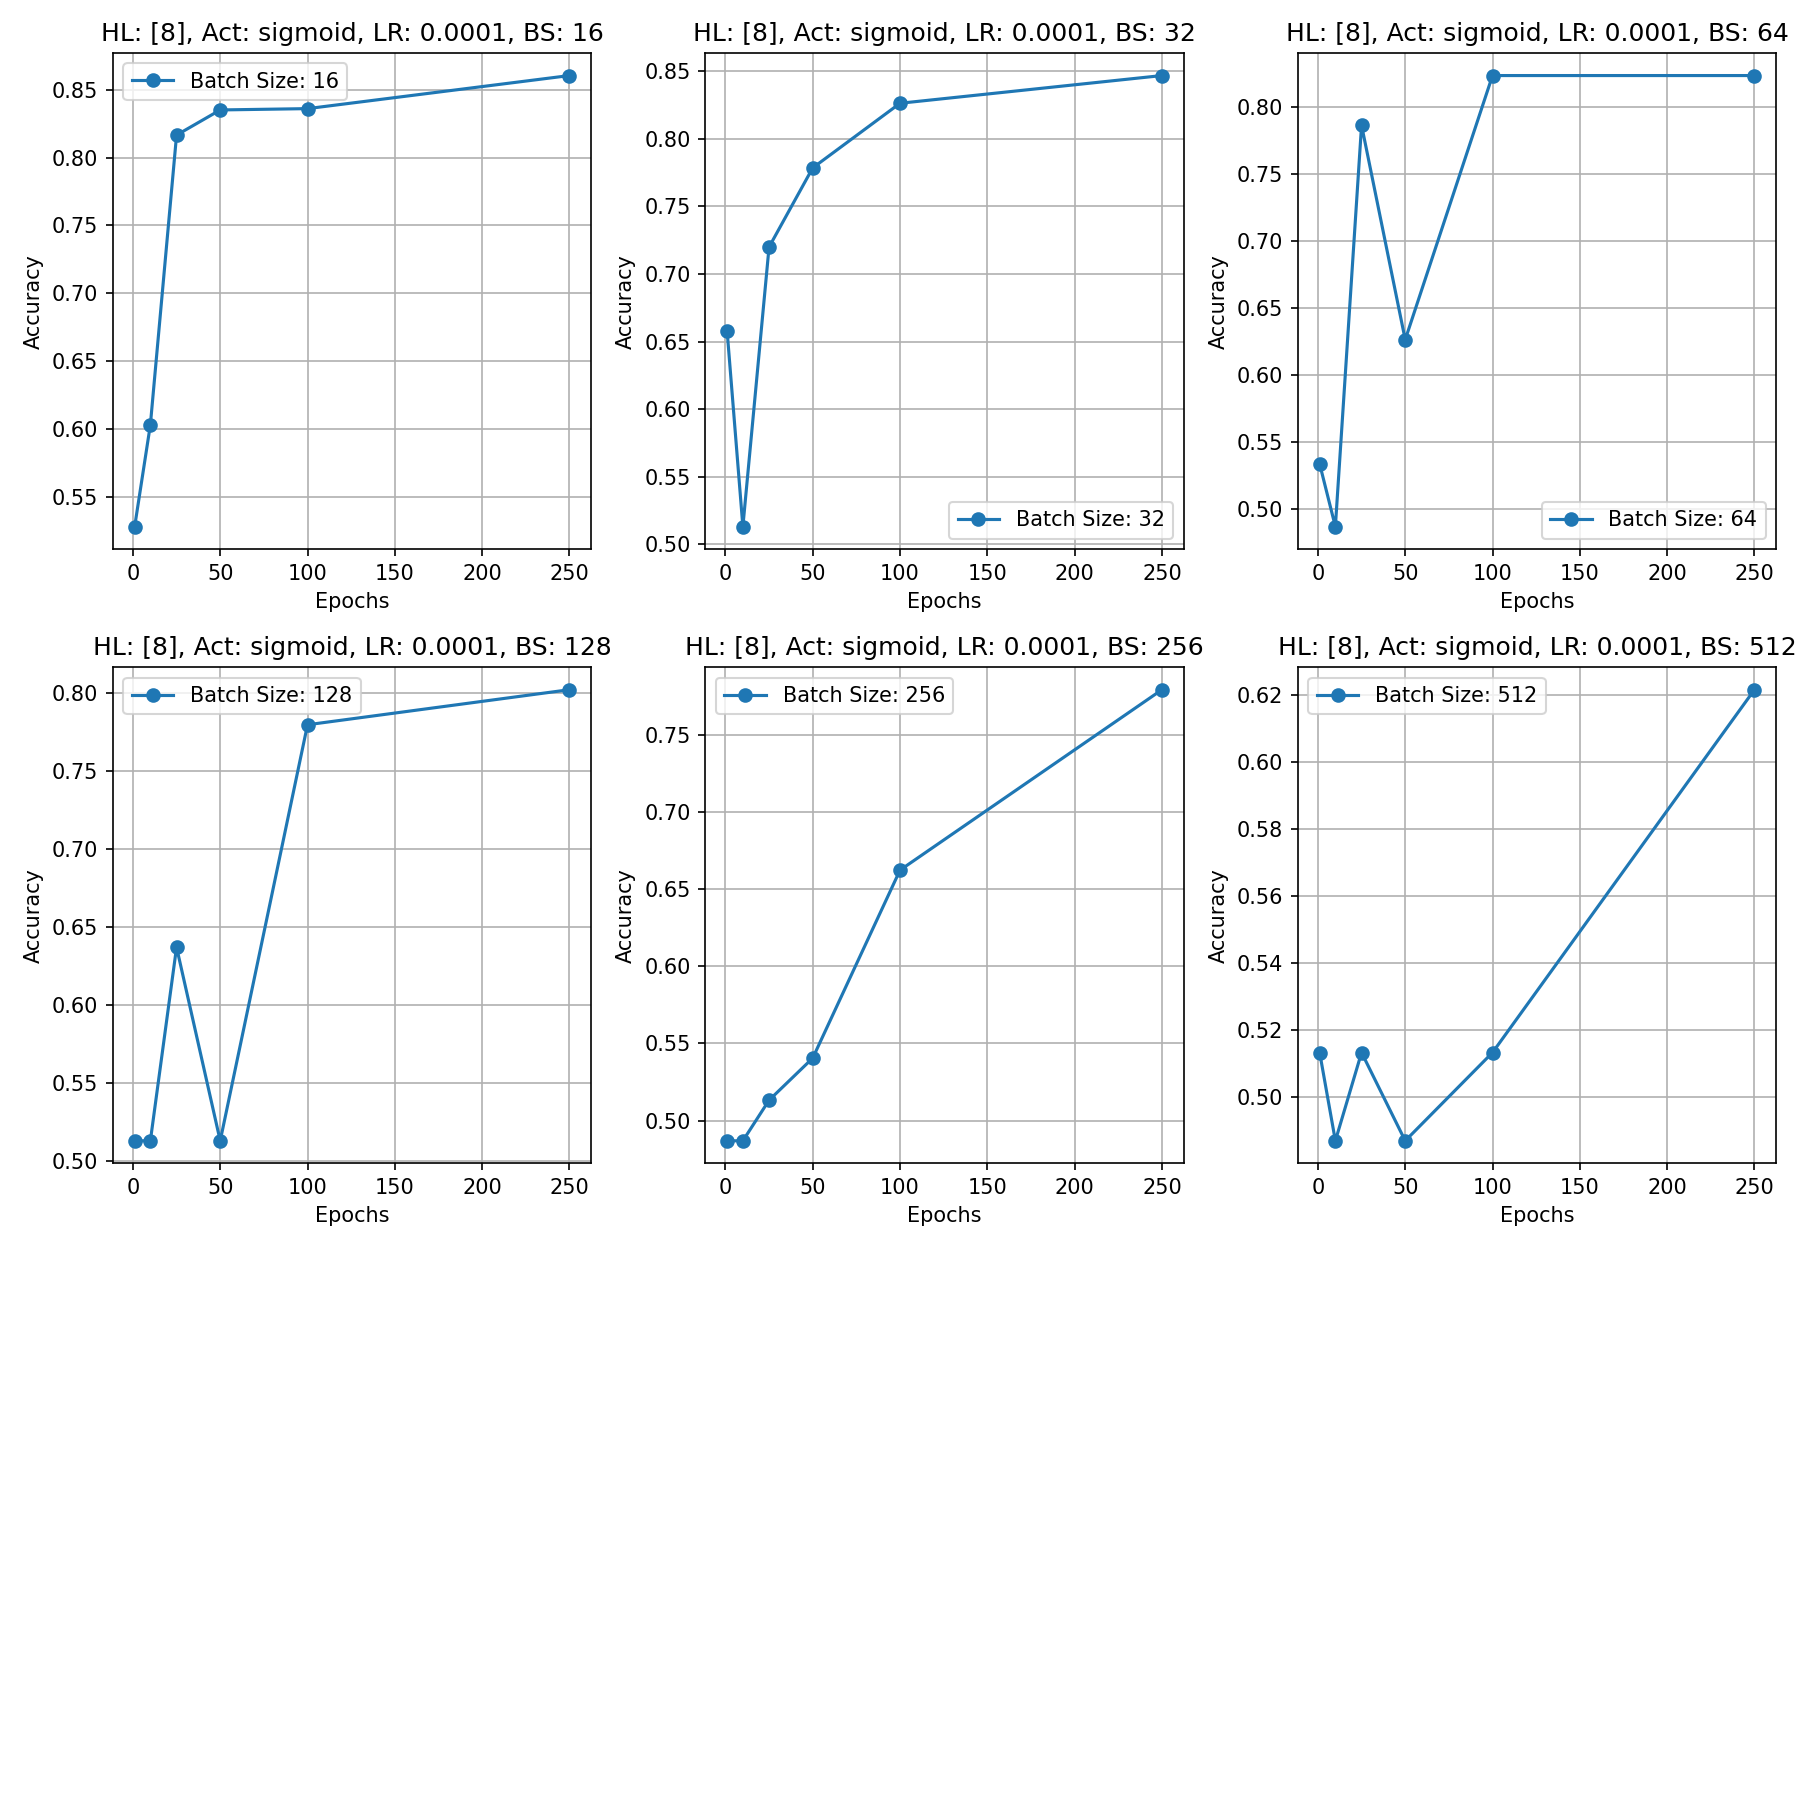 HL: [8], Act: sigmoid, LR: 0.0001, BS: 16
Batch Size: 16
Accuracy
0.85
0.80
0.75
0.70
0.65
0.60
0.55
0 50 100 150 200 250
Epochs
HL: [8], Act: sigmoid, LR: 0.0001, BS: 32
Accuracy
0.85
0.80
0.75
0.70
0.65
0.60
0.55
0.50
Batch Size: 32
0 50 100 150 200 250
Epochs
HL: [8], Act: sigmoid, LR: 0.0001, BS: 64
Accuracy
0.80
0.75
0.70
0.65
0.60
0.55
0.50
Batch Size: 64
0 50 100 150 200 250
Epochs
HL: [8], Act: sigmoid, LR: 0.0001, BS: 128
Batch Size: 128
Accuracy
0.80
0.75
0.70
0.65
0.60
0.55
0.50
0 50 100 150 200 250
Epochs
HL: [8], Act: sigmoid, LR: 0.0001, BS: 256
Batch Size: 256
Accuracy
0.75
0.70
0.65
0.60
0.55
0.50
0 50 100 150 200 250
Epochs
HL: [8], Act: sigmoid, LR: 0.0001, BS: 512
Batch Size: 512
Accuracy
0.62
0.60
0.58
0.56
0.54
0.52
0.50
0 50 100 150 200 250
Epochs